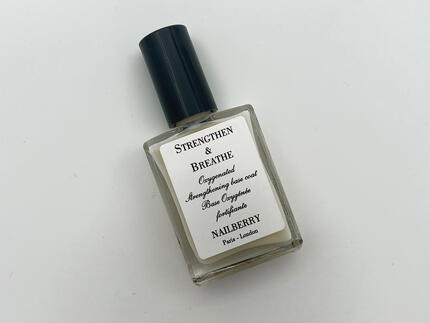 STRENGTHEN
&
BREATHE
Oxygenated
Strengthening base coat
Base Oxygénée
fortifiante
NAILBERRY
Paris - London